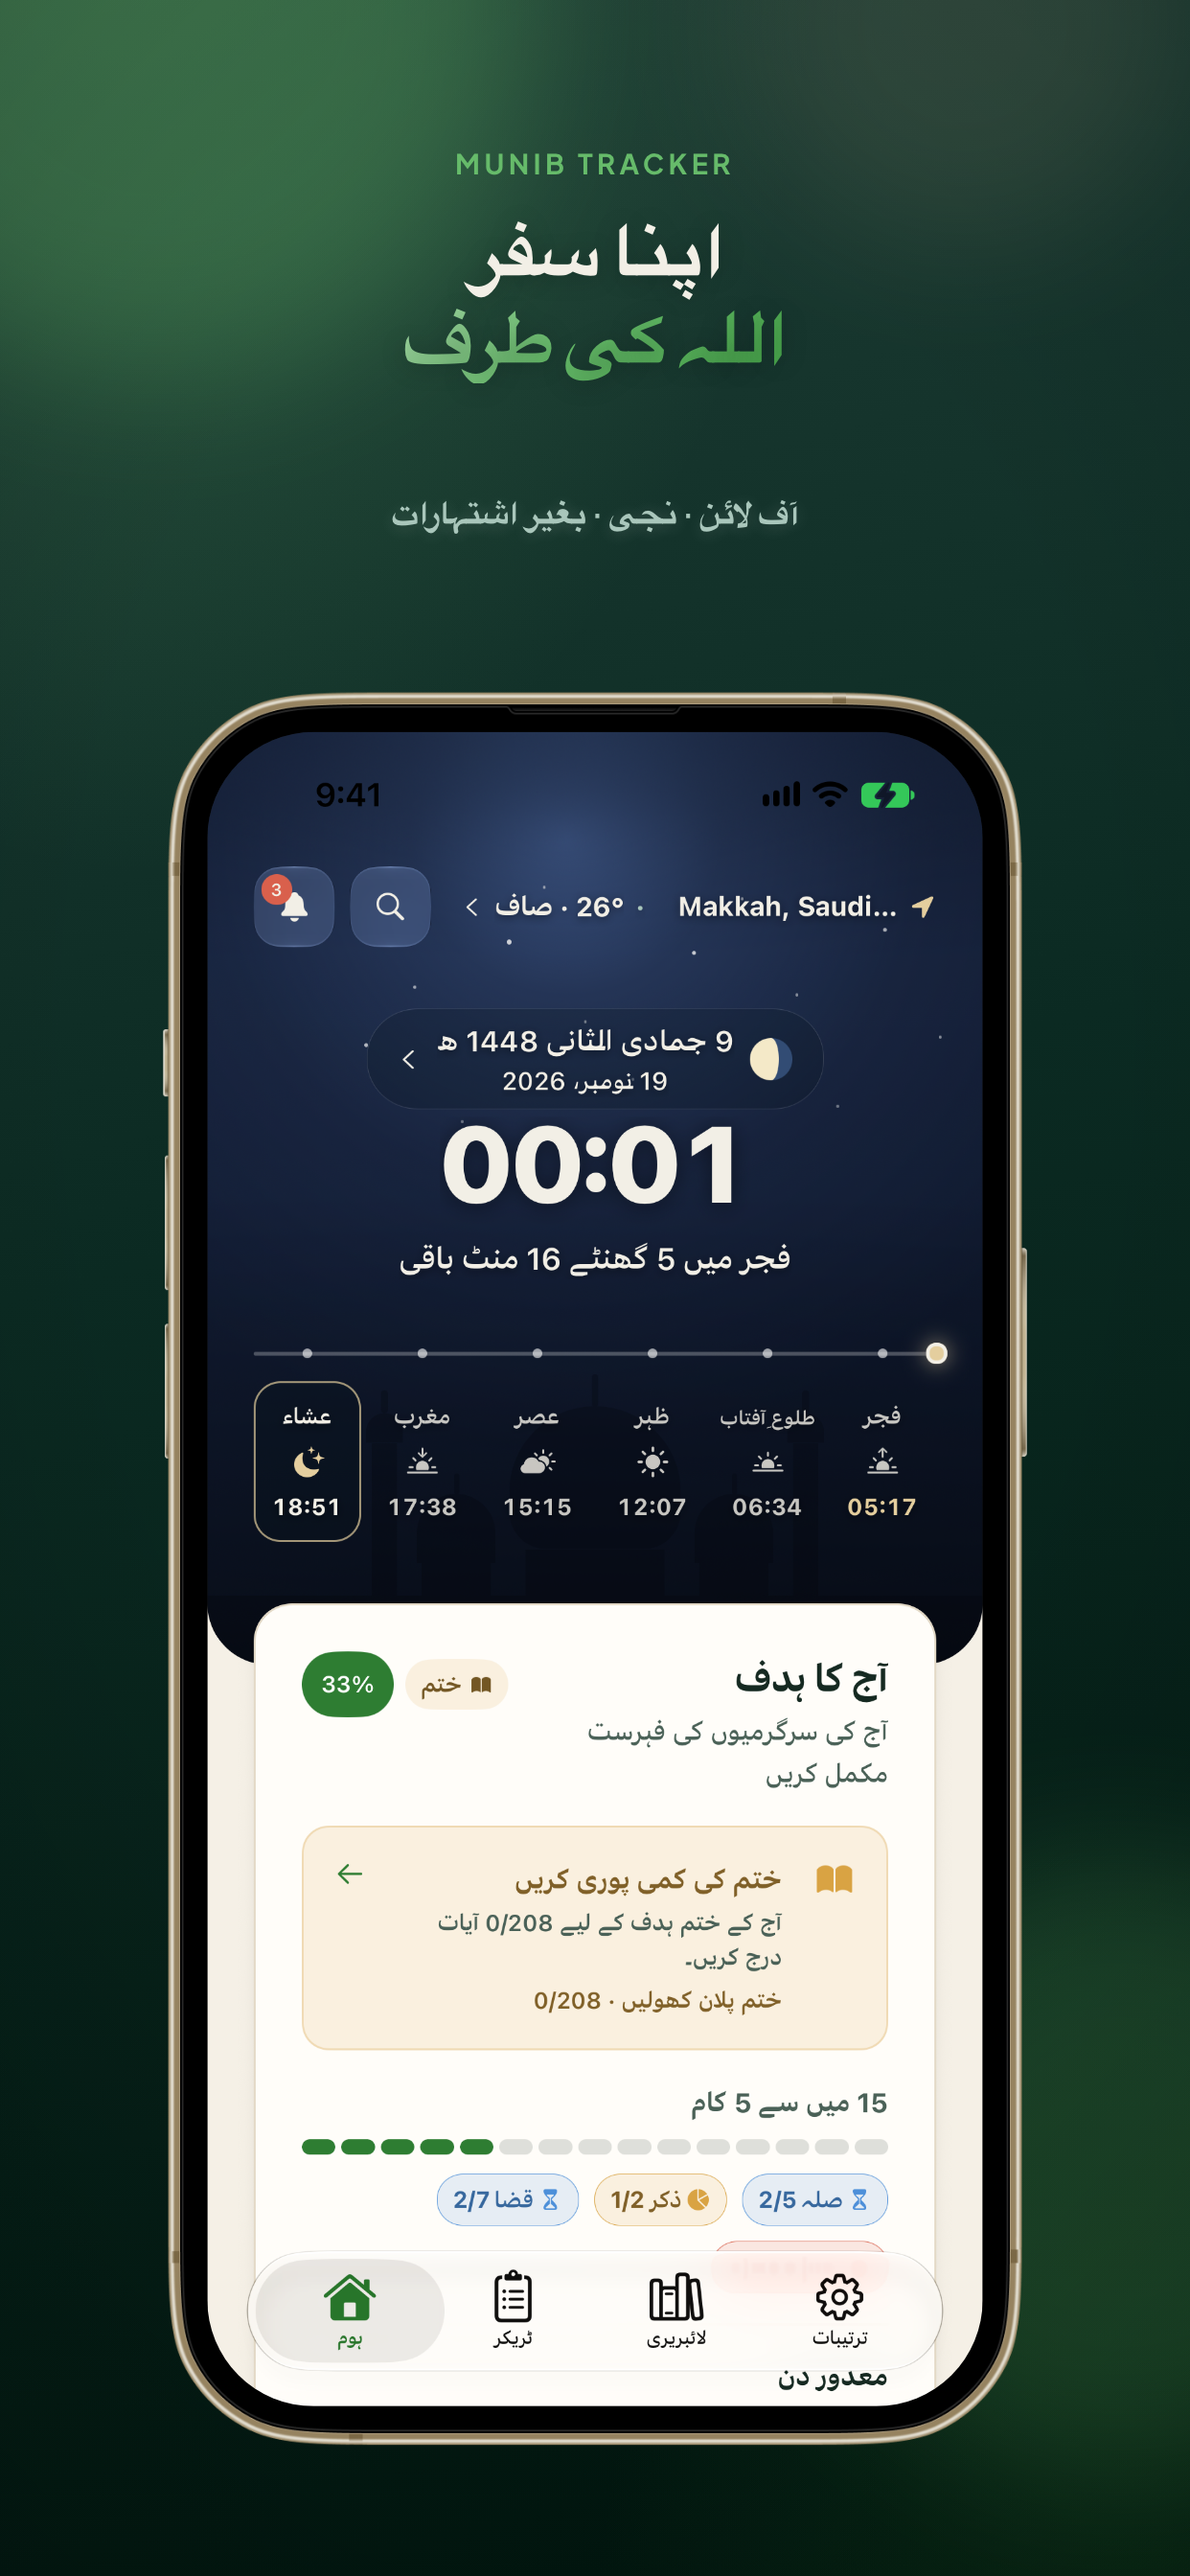 MUNIB TRACKER
اپنا سفر
اللہ کی طرف
آف لائن · نجی · بغیر اشتہارات
9:41
Makkah, Saudi... · 26° · صاف
3
9 جمادی الثانی 1448 ھ
19 نومبر، 2026
00:01
فجر میں 5 گھنٹے 16 منٹ باقی
فجر طلوعِ آفتاب ظہر عصر مغرب عشاء
05:17 06:34 12:07 15:15 17:38 18:51
آج کا ہدف
ختم 33%
آج کی سرگرمیوں کی فہرست
مکمل کریں
ختم کی کمی پوری کریں
آج کے ختم ہدف کے لیے 0/208 آیات
درج کریں۔
ختم پلان کھولیں · 0/208
15 میں سے 5 کام
صلہ 2/5 ذکر 1/2 قضا 2/7
ترتیبات لائبریری ٹریکر ہوم
معذور دن